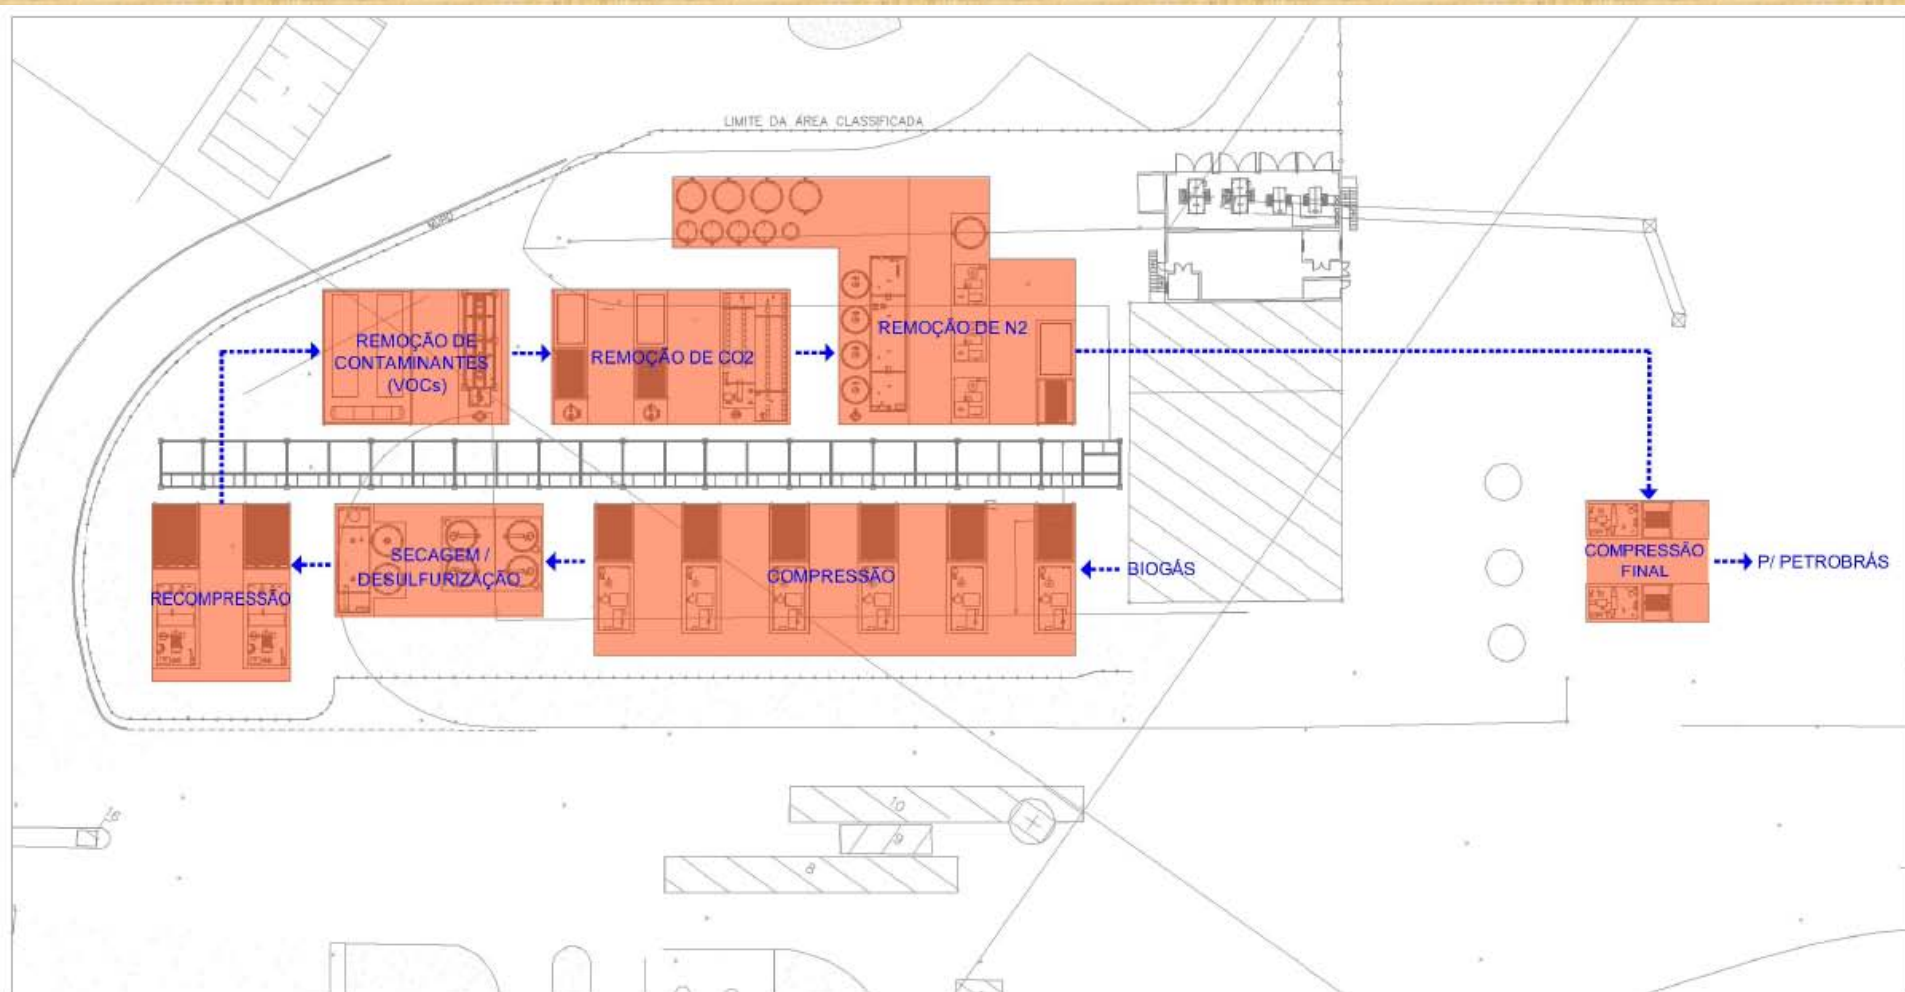 LIMITE DA ÁREA CLASSIFICADA
REMOÇÃO DE N2
REMOÇÃO DE
CONTAMINANTES
(VOCs)
REMOÇÃO DE CO2
SECAGEM /
DESULFURIZAÇÃO
COMPRESSÃO
BIOGÁS
RECOMPRESSÃO
COMPRESSÃO
FINAL
P/ PETROBRÁS
10
9
8
16